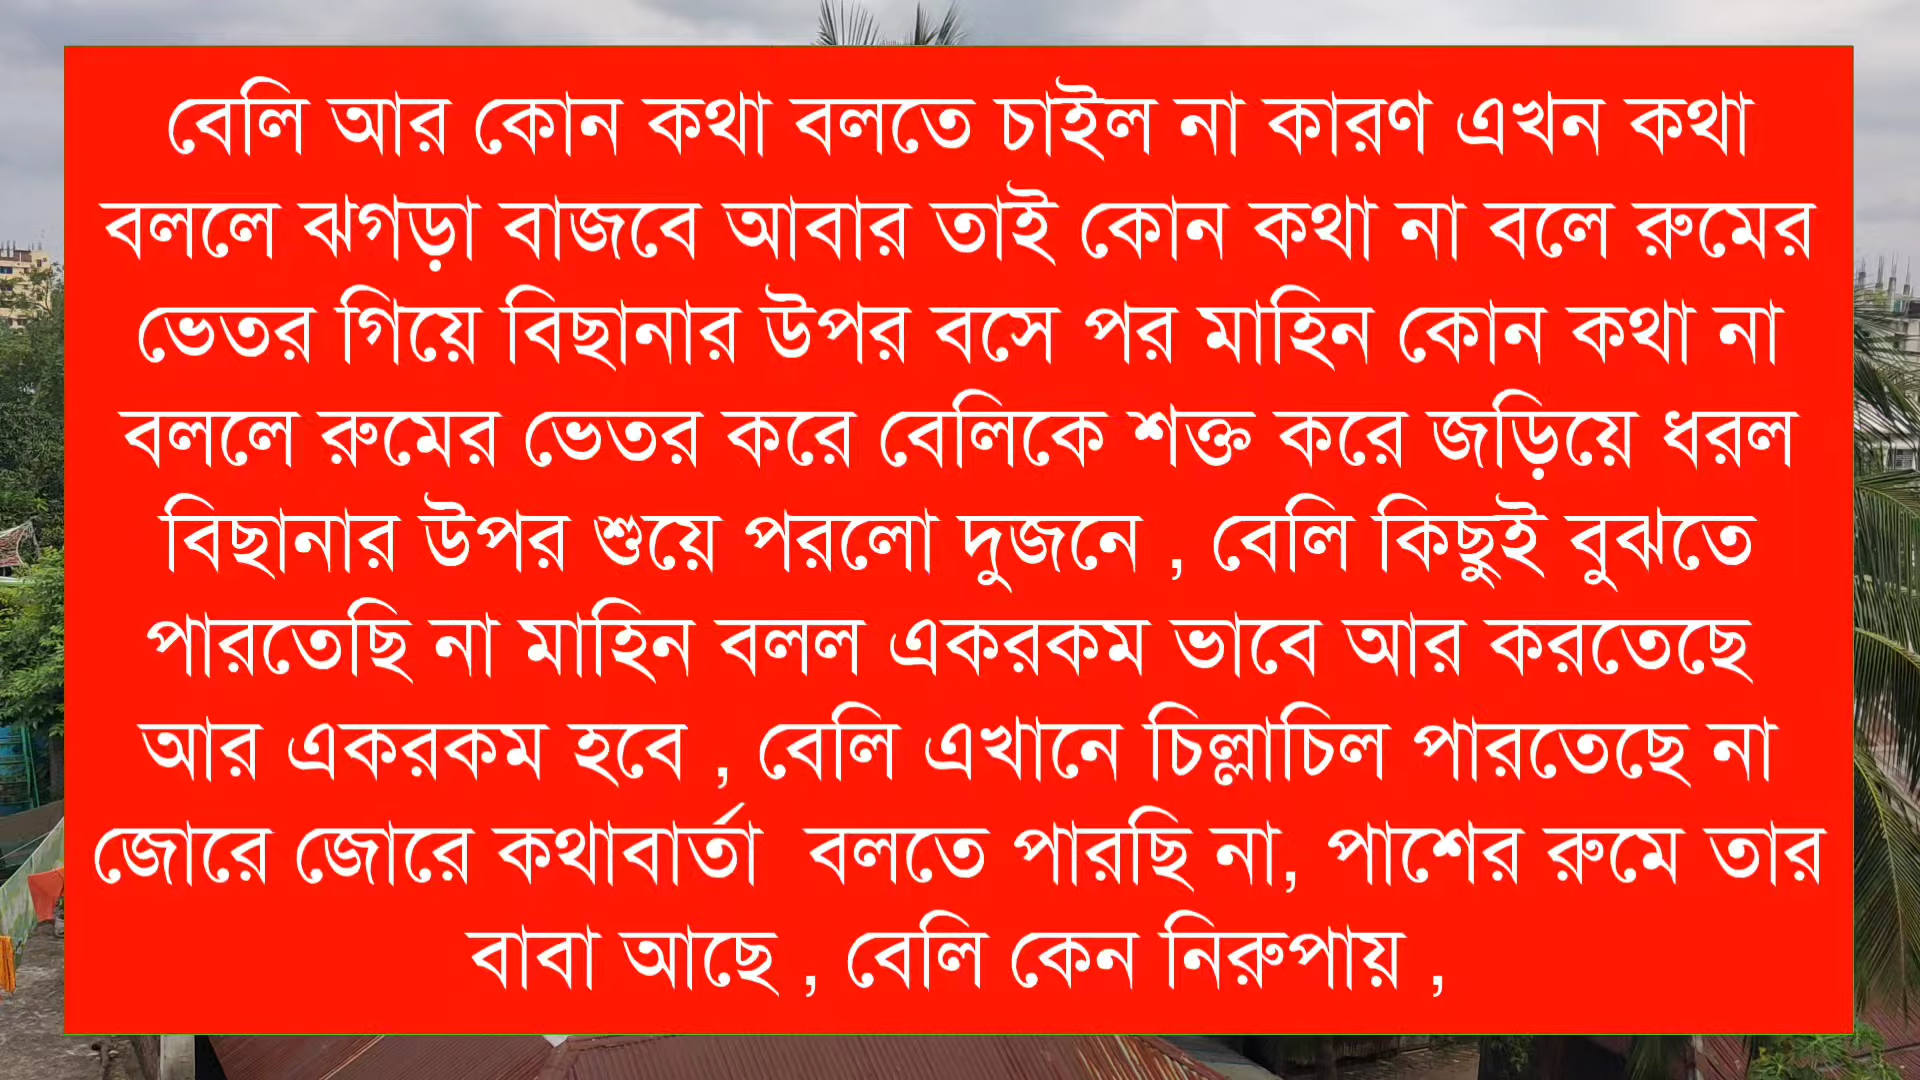 বেলি আর কোন কথা বলতে চাইল না কারণ এখন কথা
বললে ঝগড়া বাজবে আবার তাই কোন কথা না বলে রুমের
ভেতর গিয়ে বিছানার উপর বসে পর মাহিন কোন কথা না
বললে রুমের ভেতর করে বেলিকে শক্ত করে জড়িয়ে ধরল
বিছানার উপর শুয়ে পরলো দুজনে , বেলি কিছুই বুঝতে
পারতেছি না মাহিন বলল একরকম ভাবে আর করতেছে
আর একরকম হবে , বেলি এখানে চিল্লাচিল পারতেছে না
জোরে জোরে কথাবার্তা  বলতে পারছি না, পাশের রুমে তার
বাবা আছে , বেলি কেন নিরুপায় ,